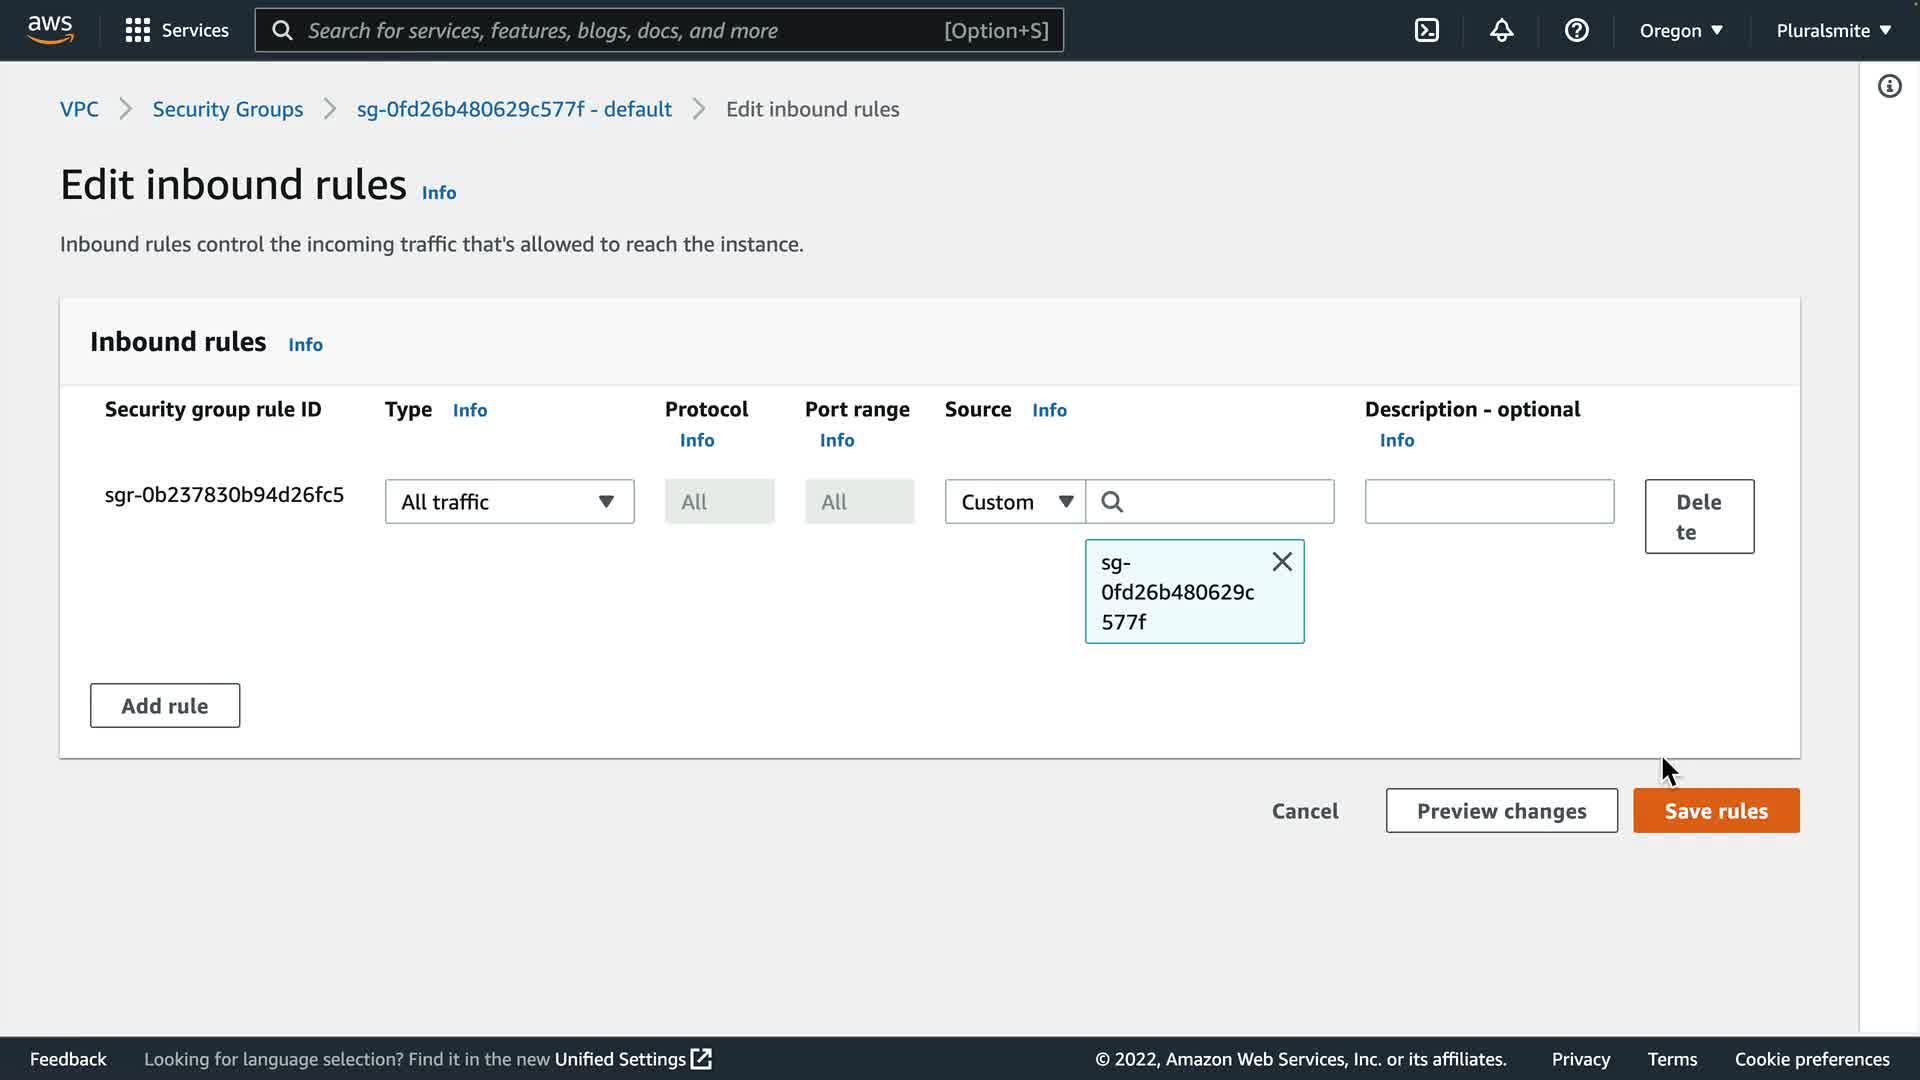 aws
Services
Search for services, features, blogs, docs, and more [Option+S]
Oregon
Pluralsmite
VPC
Security Groups
sg-0fd26b480629c577f - default
Edit inbound rules
Edit inbound rules Info
Inbound rules control the incoming traffic that's allowed to reach the instance.
Inbound rules Info
Security group rule ID
Type Info
Protocol
Info
Port range
Info
Source Info
Description - optional
Info
sgr-0b237830b94d26fc5
All traffic
All
All
Custom
Dele
te
sg-
0fd26b480629c
577f
Add rule
Cancel
Preview changes
Save rules
Feedback
Looking for language selection? Find it in the new Unified Settings
© 2022, Amazon Web Services, Inc. or its affiliates.
Privacy
Terms
Cookie preferences